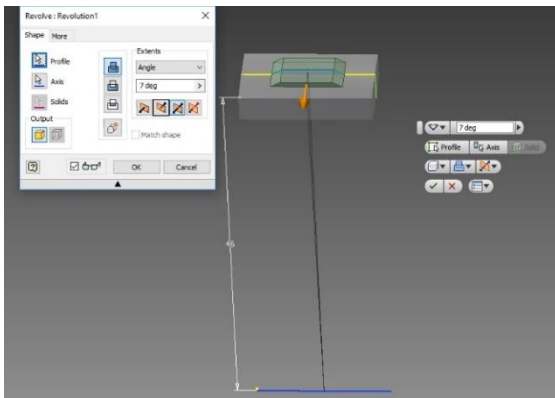 Revolve : Revolution1
Shape More
Extents
Profile
Angle
Axis
7 deg
Solids
Output
Match shape
OK Cancel
46
7 deg
Profile Axis Solid